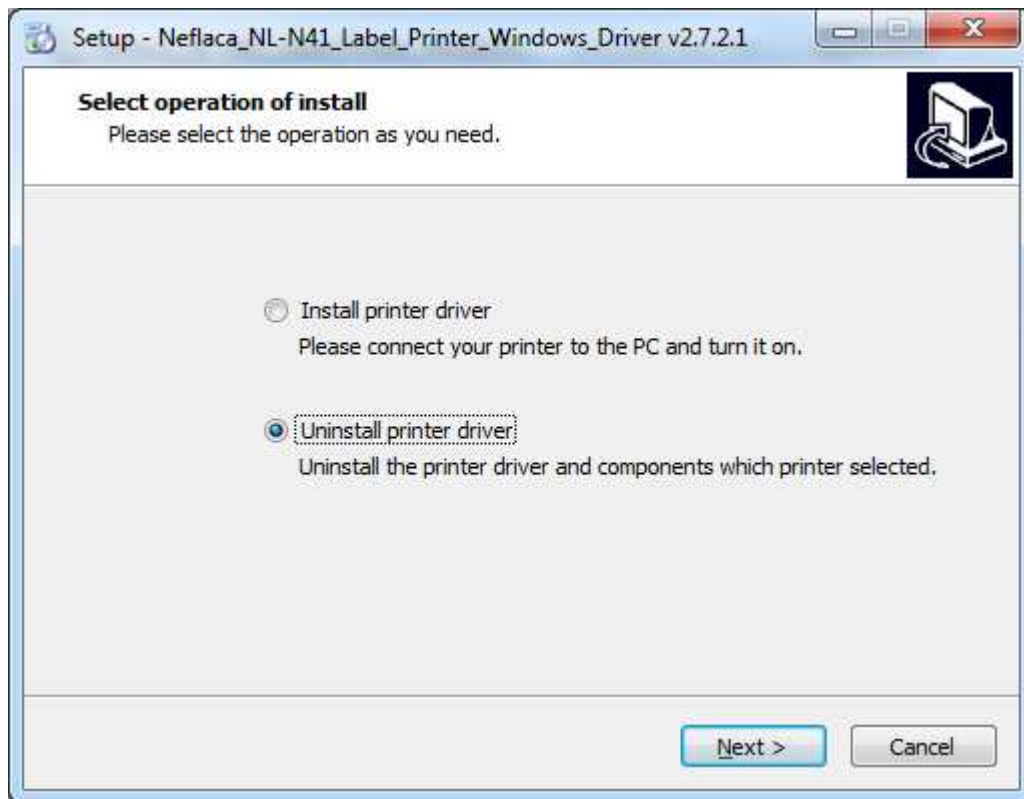 Setup - Neflaca_NL-N41_Label_Printer_Windows_Driver v2.7.2.1
Select operation of install
Please select the operation as you need.
Install printer driver
Please connect your printer to the PC and turn it on.
Uninstall printer driver
Uninstall the printer driver and components which printer selected.
Next > Cancel